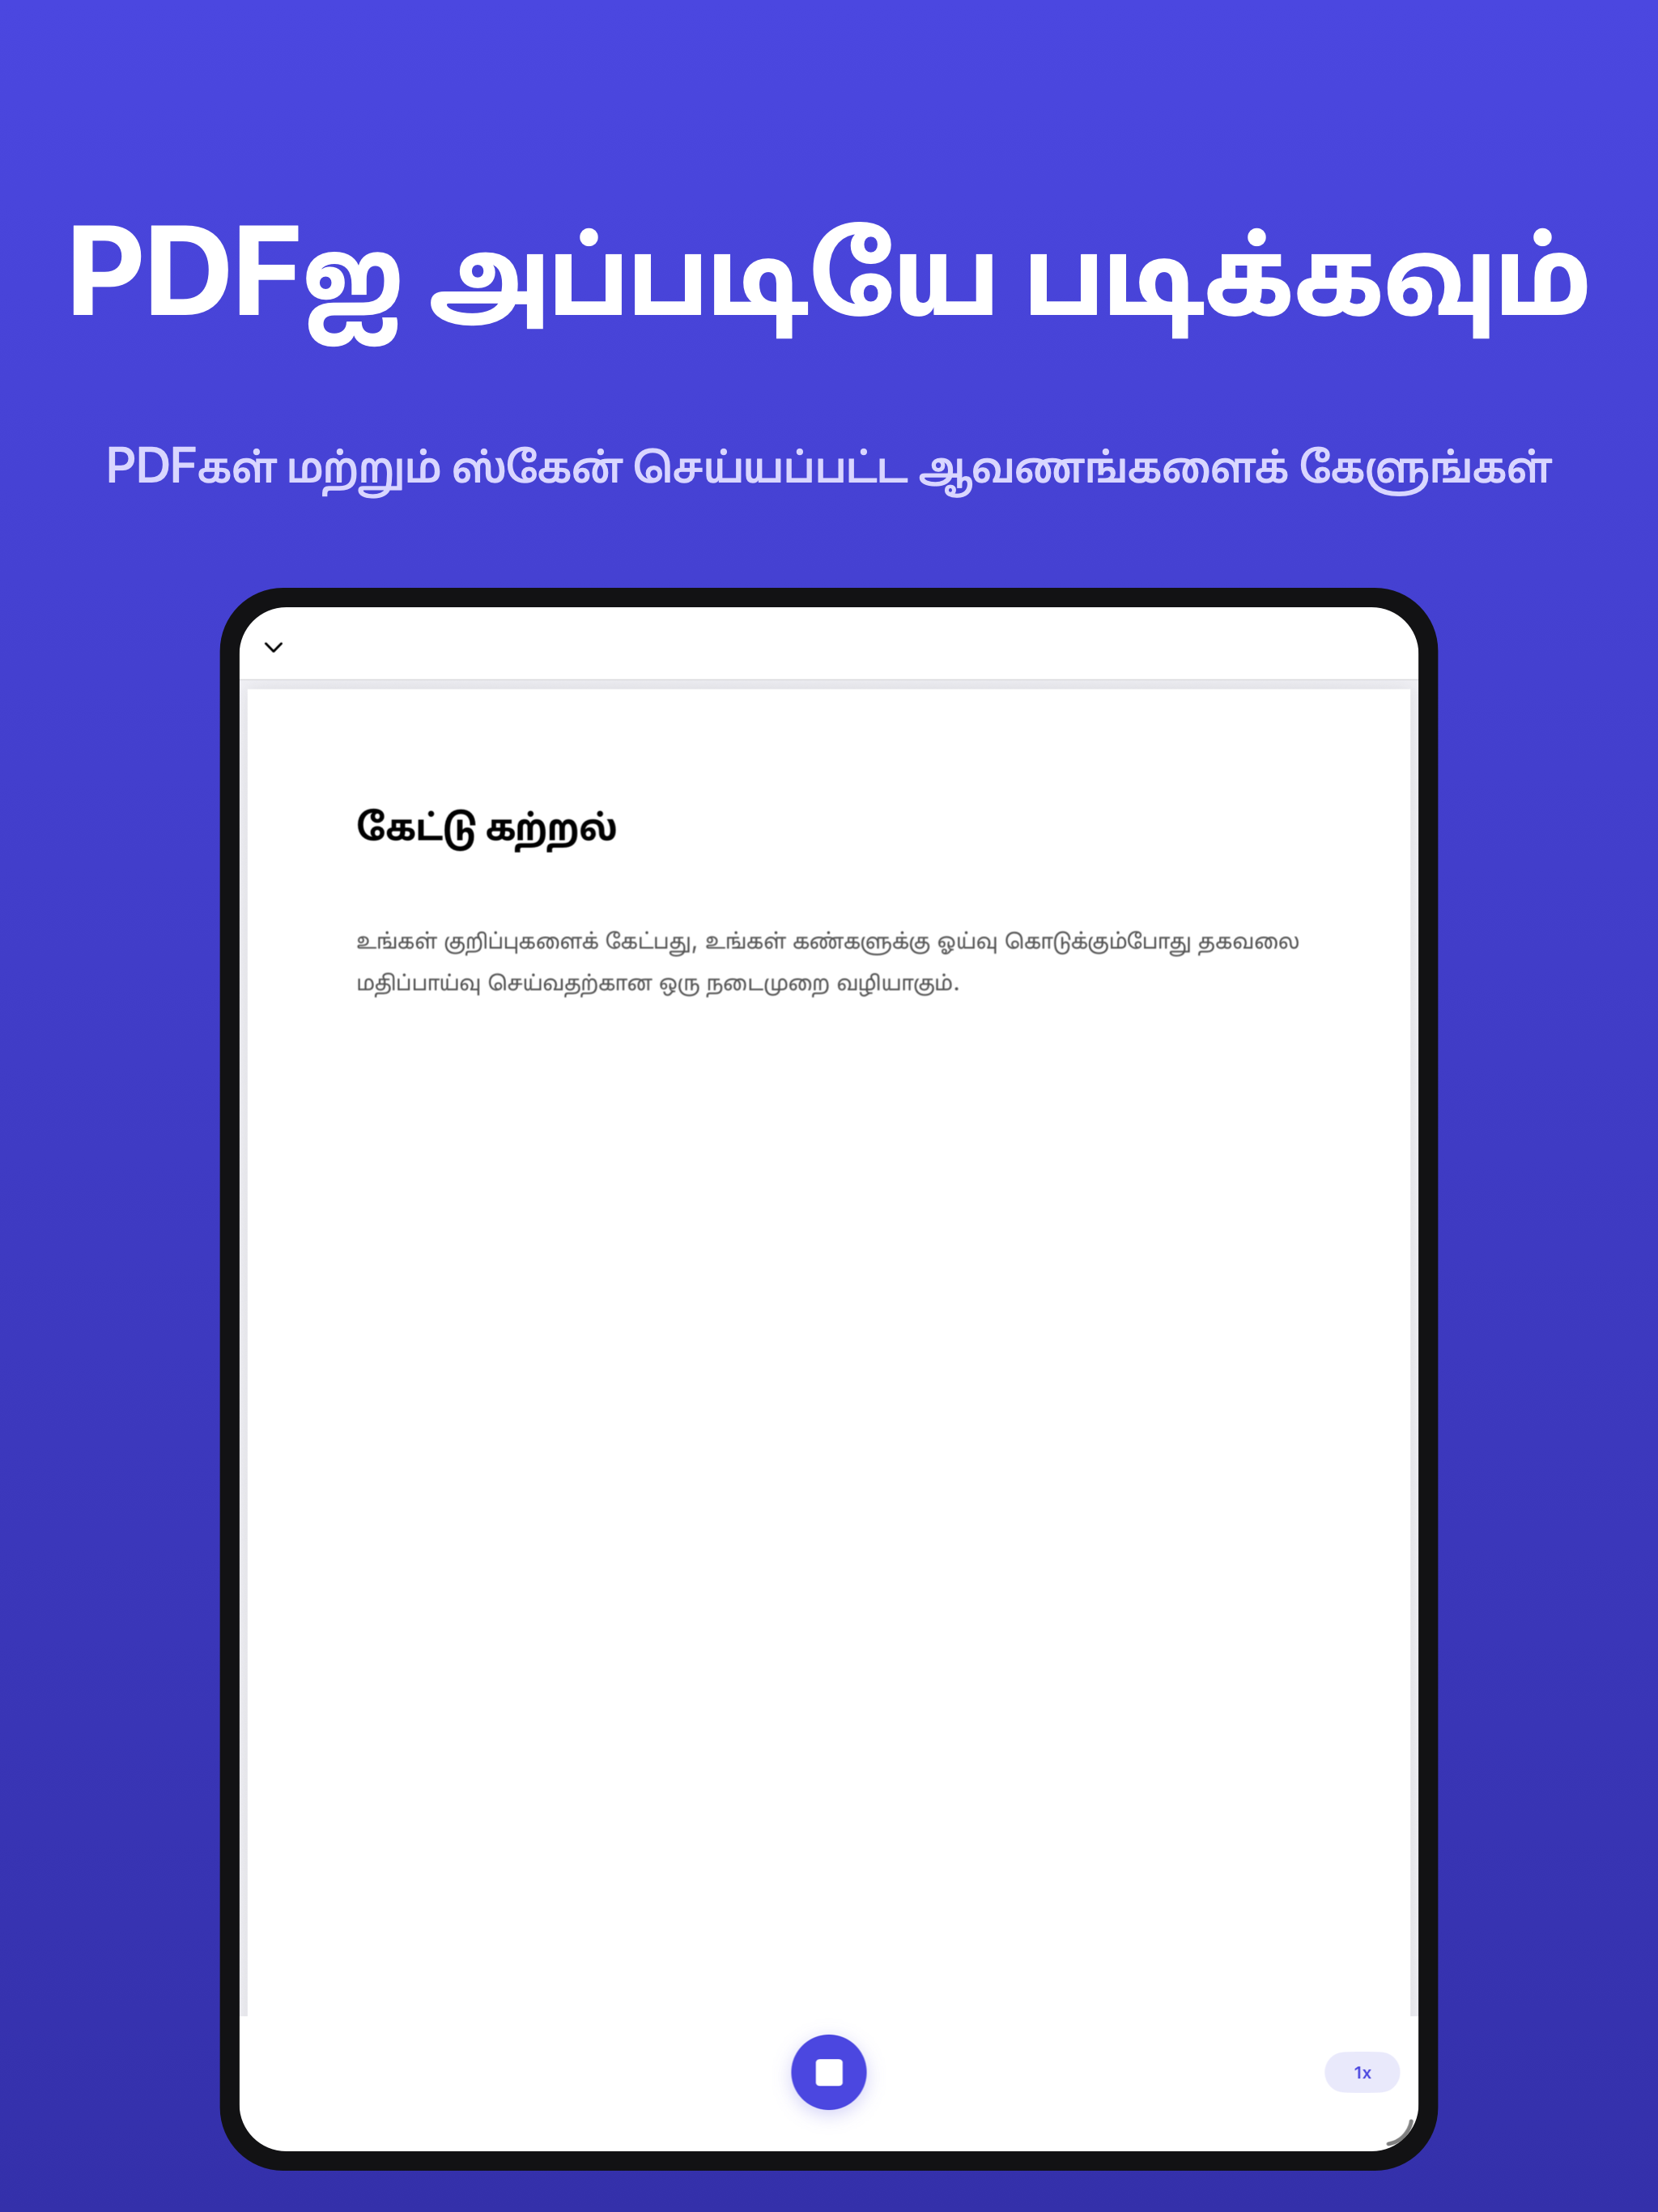 PDFஐ அப்படியே படிக்கவும்
PDFகள் மற்றும் ஸ்கேன் செய்யப்பட்ட ஆவணங்களைக் கேளுங்கள்
கேட்டு கற்றல்
உங்கள் குறிப்புகளைக் கேட்பது, உங்கள் கண்களுக்கு ஓய்வு கொடுக்கும்போது தகவலை
மதிப்பாய்வு செய்வதற்கான ஒரு நடைமுறை வழியாகும்.
1x